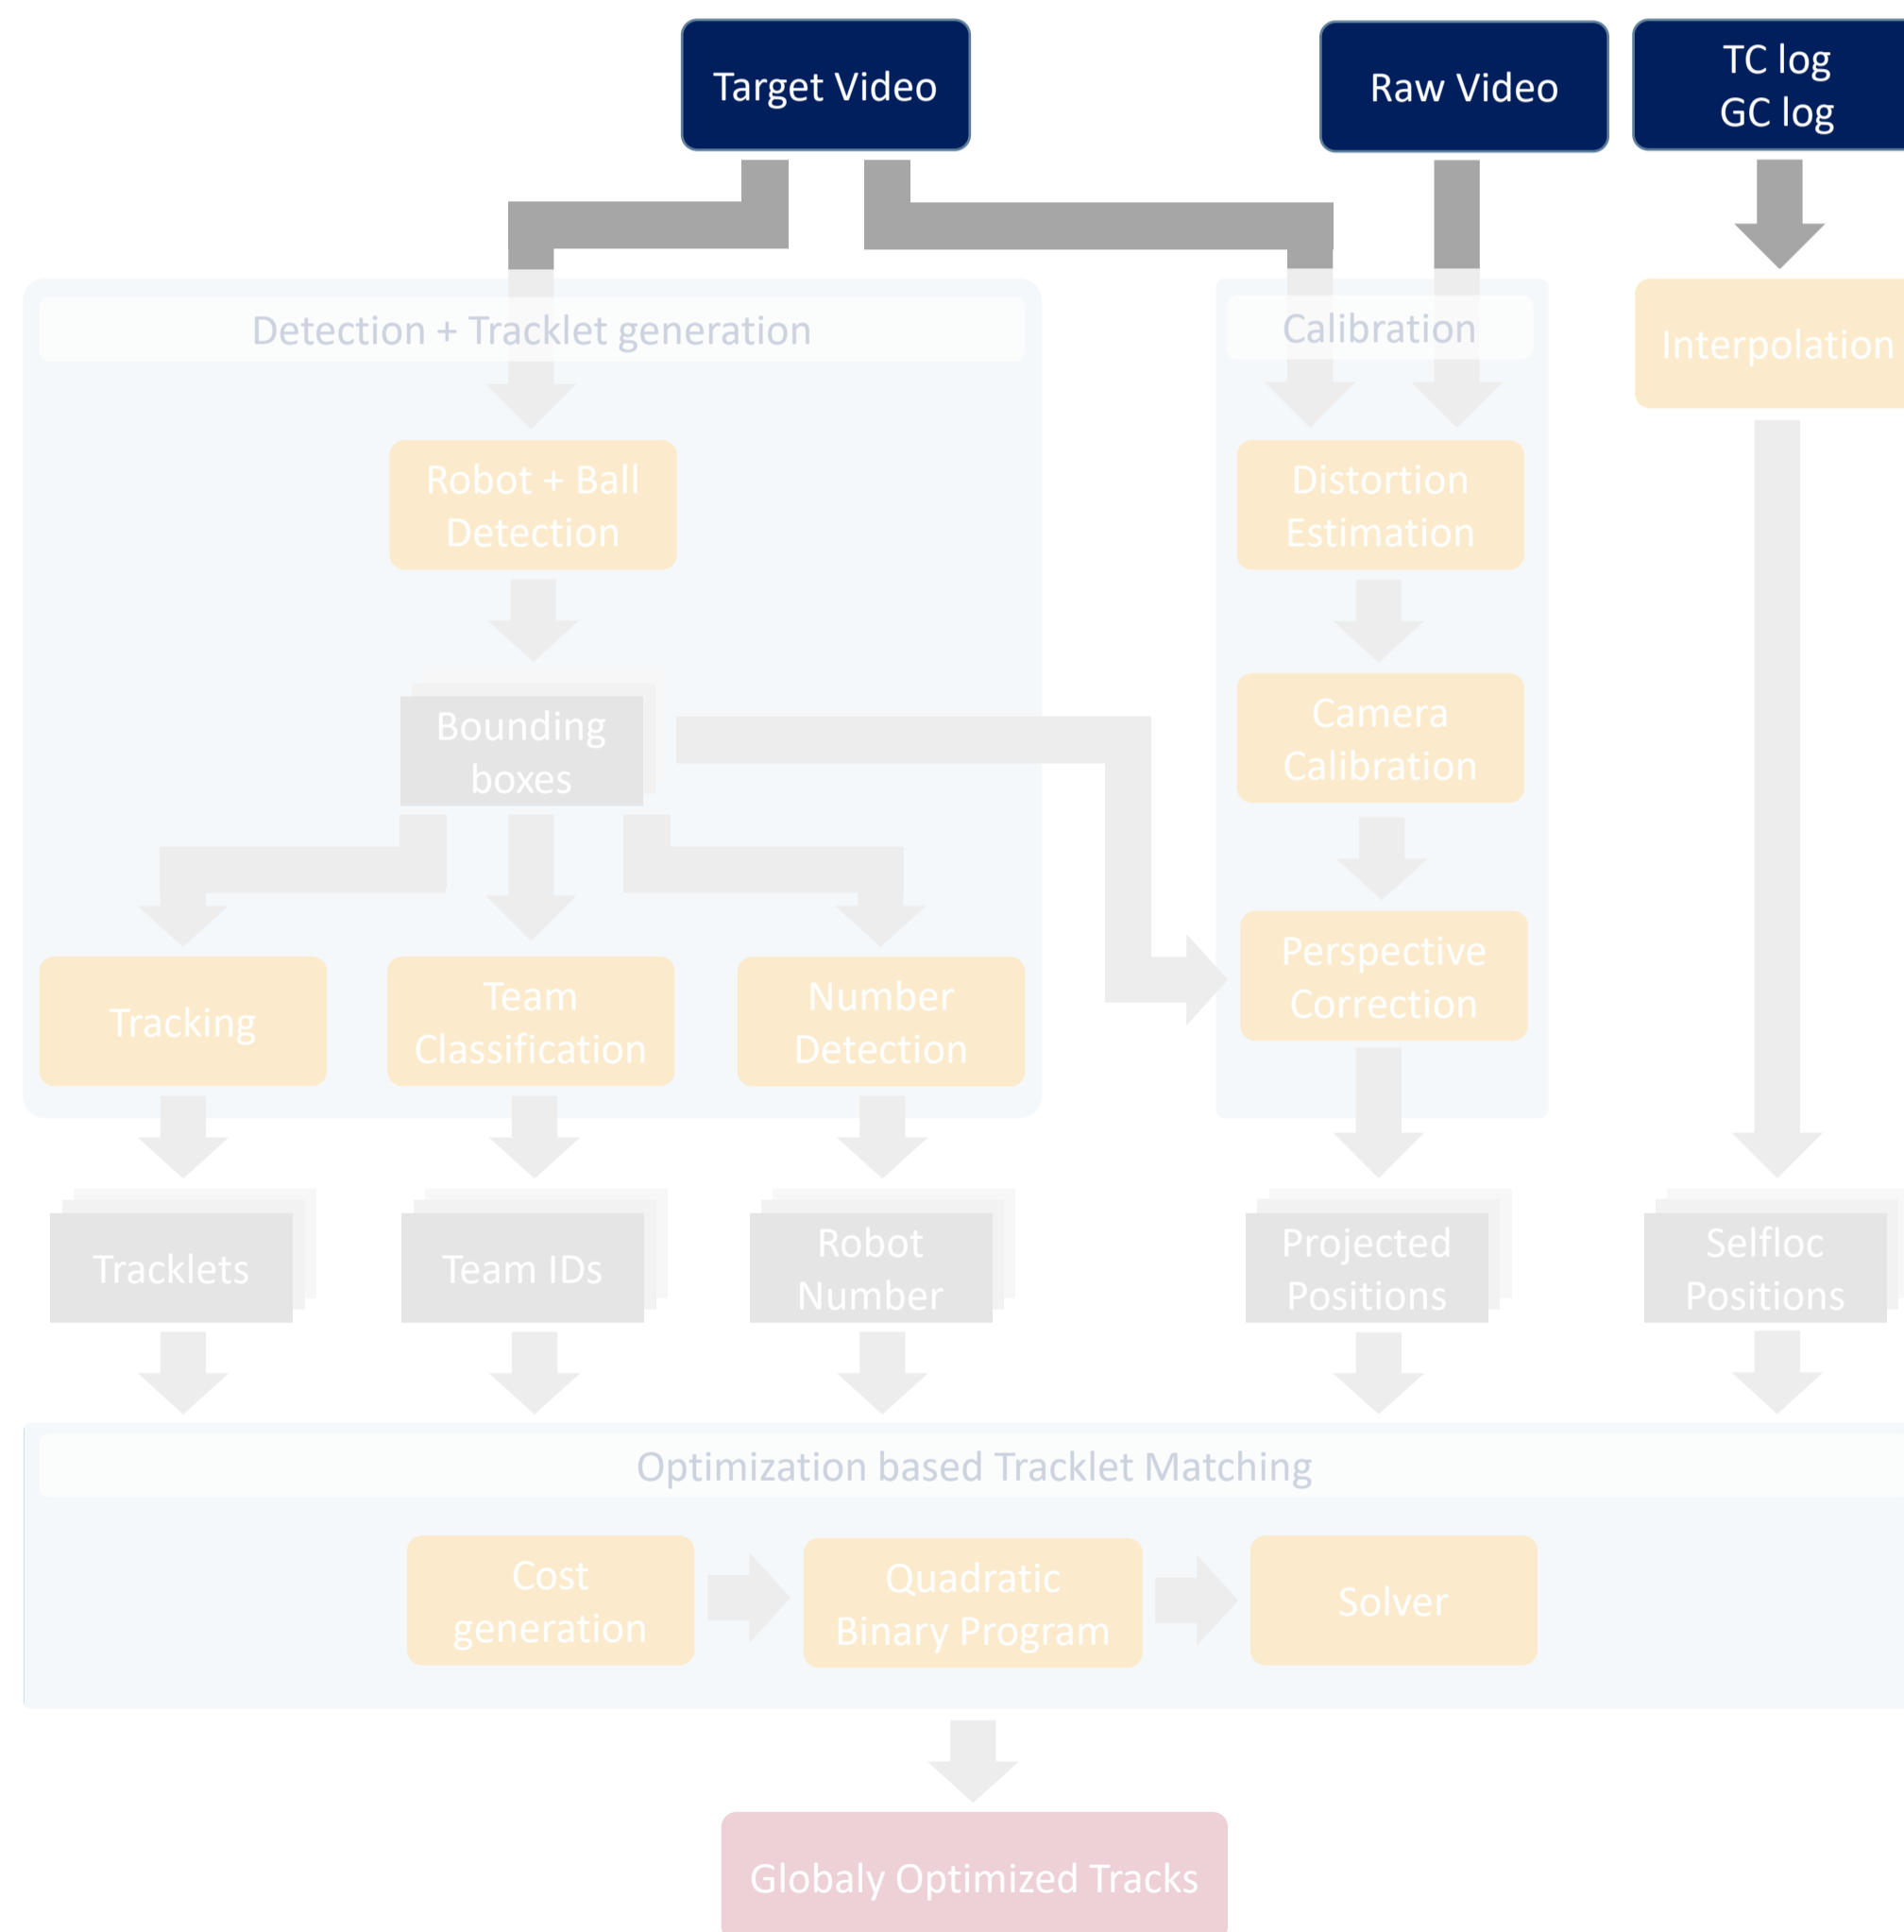 Target Video
Raw Video
TC log
GC log
Detection + Tracklet generation
Calibration
Interpolation
Robot + Ball
Detection
Distortion
Estimation
Bounding
boxes
Camera
Calibration
Tracking
Team
Classification
Number
Detection
Perspective
Correction
Tracklets
Team IDs
Robot
Number
Projected
Positions
Selfloc
Positions
Optimization based Tracklet Matching
Cost
generation
Quadratic
Binary Program
Solver
Globaly Optimized Tracks